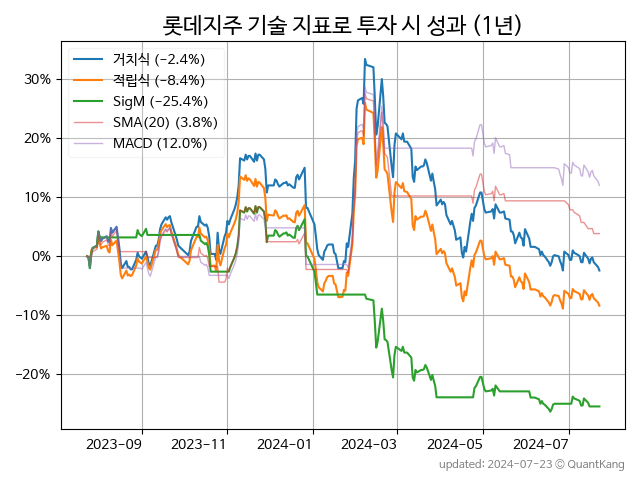 롯데지주 기술 지표로 투자 시 성과 (1년)
거치식 (−2.4%)
적립식 (−8.4%)
SigM (−25.4%)
SMA(20) (3.8%)
MACD (12.0%)
30%
20%
10%
0%
−10%
−20%
2023-09
2023-11
2024-01
2024-03
2024-05
2024-07
updated: 2024-07-23 © QuantKang